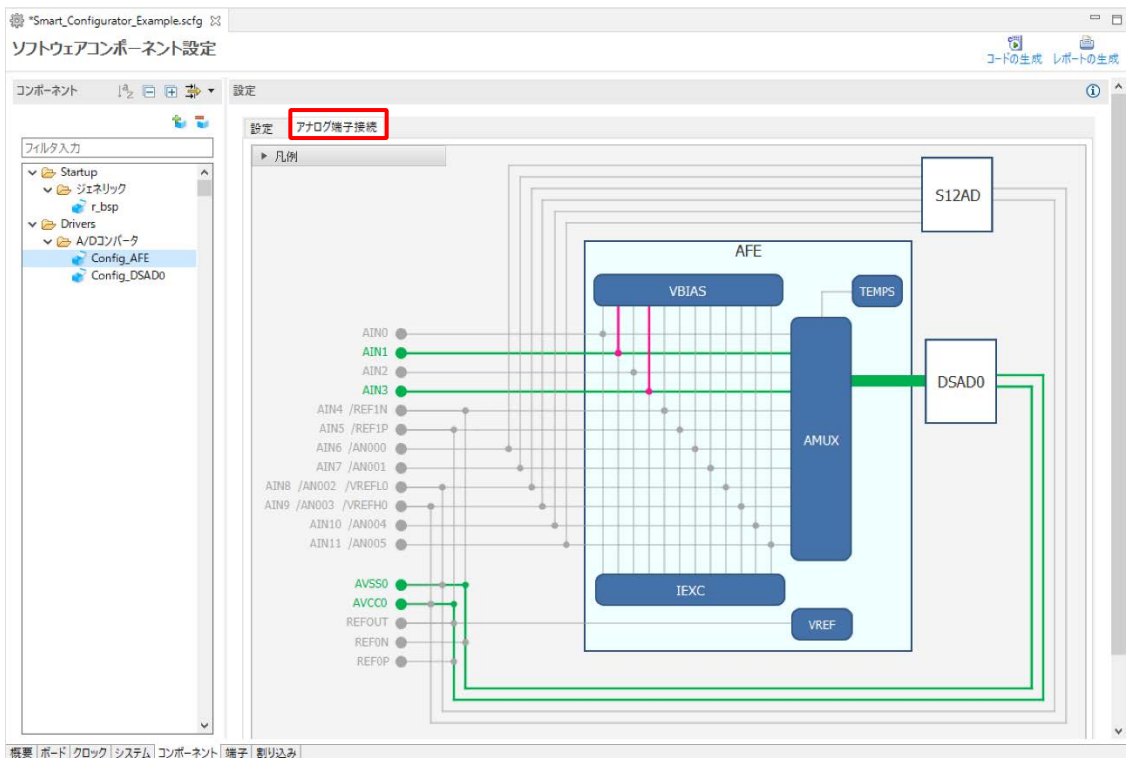 *Smart_Configurator_Example.scfg
ソフトウェアコンポーネント設定
コードの生成 レポートの生成
コンポーネント
設定
設定 アナログ端子接続
フィルタ入力
Startup
ジェネリック
r_bsp
Drivers
A/Dコンバータ
Config_AFE
Config_DSAD0
凡例
S12AD
AFE
VBIAS
TEMPS
AIN0
AIN1
AIN2
AIN3
AIN4 /REF1N
AIN5 /REF1P
AIN6 /AN000
AIN7 /AN001
AIN8 /AN002 /VREFL0
AIN9 /AN003 /VREFH0
AIN10 /AN004
AIN11 /AN005
DSAD0
AMUX
AVSS0
AVCC0
REFOUT
REF0N
REF0P
IEXC
VREF
概要 ボード クロック システム コンポーネント 端子 割り込み